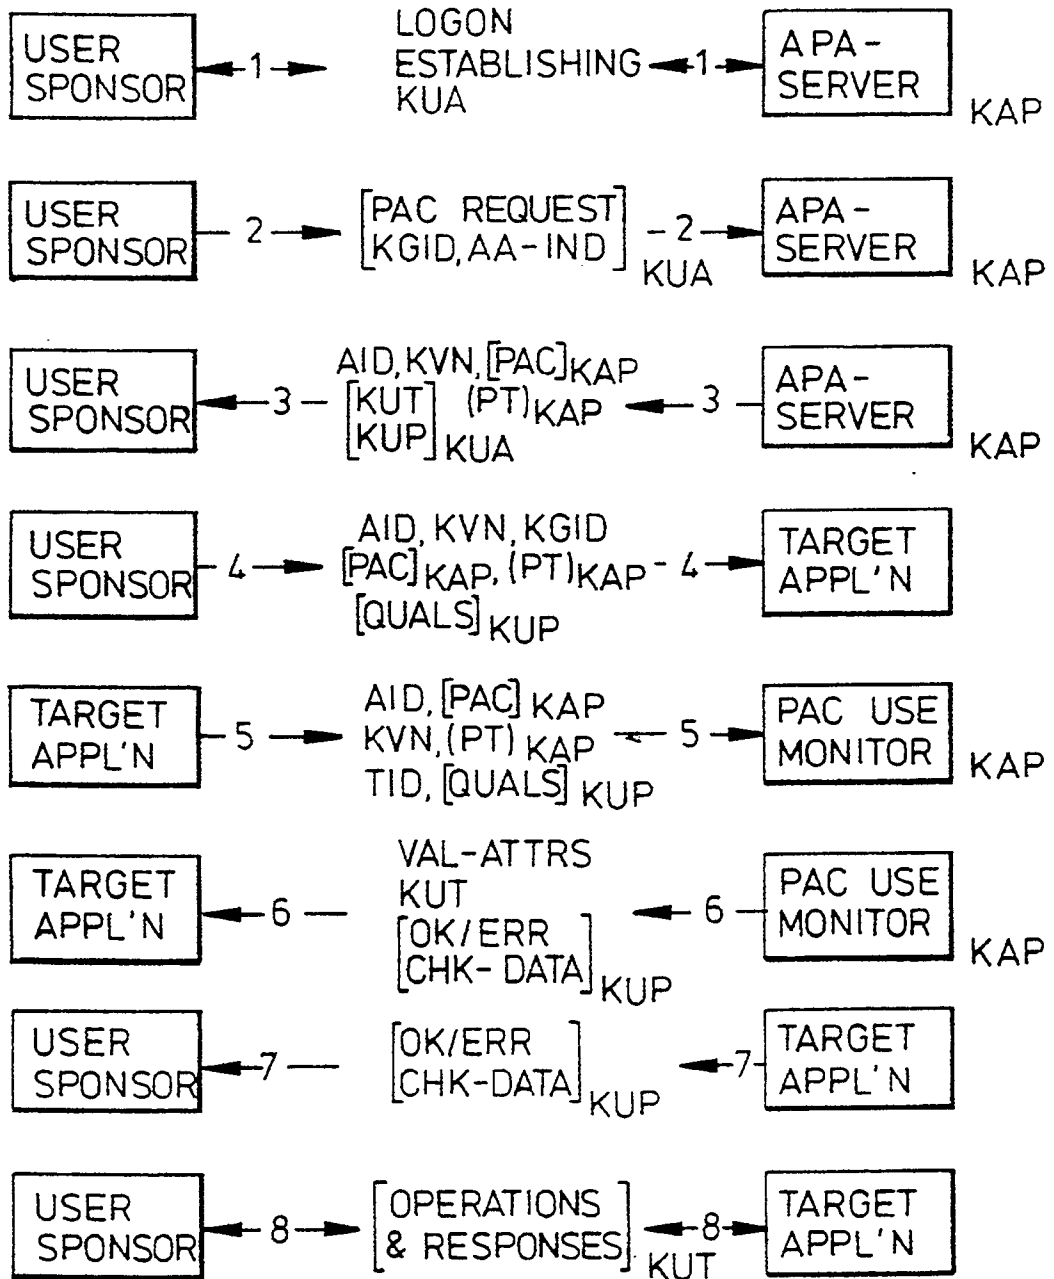 USER SPONSOR
1
LOGON ESTABLISHING KUA
1
APA-SERVER
KAP
USER SPONSOR
2
[PAC REQUEST
KGID, AA-IND] KUA
2
APA-SERVER
KAP
USER SPONSOR
3
AID, KVN, [PAC]KAP
[KUT (PT)KAP
KUP]KUA
3
APA-SERVER
KAP
USER SPONSOR
4
AID, KVN, KGID
[PAC]KAP, (PT)KAP
[QUALS]KUP
4
TARGET APPL'N
TARGET APPL'N
5
AID, [PAC]KAP
KVN, (PT)KAP
TID, [QUALS]KUP
5
PAC USE MONITOR
KAP
TARGET APPL'N
6
VAL-ATTRS
KUT
[OK/ERR
CHK-DATA]KUP
6
PAC USE MONITOR
KAP
USER SPONSOR
7
[OK/ERR
CHK-DATA]KUP
7
TARGET APPL'N
USER SPONSOR
8
[OPERATIONS
& RESPONSES]KUT
8
TARGET APPL'N